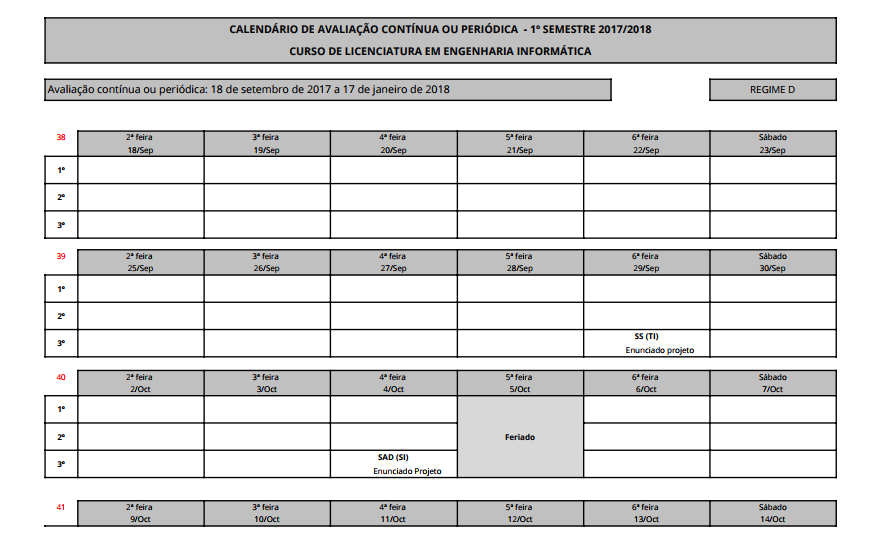 CALENDÁRIO DE AVALIAÇÃO CONTÍNUA OU PERIÓDICA - 1º SEMESTRE 2017/2018
CURSO DE LICENCIATURA EM ENGENHARIA INFORMÁTICA
Avaliação contínua ou periódica: 18 de setembro de 2017 a 17 de janeiro de 2018 REGIME D
38 2ª feira 3ª feira 4ª feira 5ª feira 6ª feira Sábado
18/Sep 19/Sep 20/Sep 21/Sep 22/Sep 23/Sep
1º
2º
3º
39 2ª feira 3ª feira 4ª feira 5ª feira 6ª feira Sábado
25/Sep 26/Sep 27/Sep 28/Sep 29/Sep 30/Sep
1º
2º
3º SS (TI)
Enunciado projeto
40 2ª feira 3ª feira 4ª feira 5ª feira 6ª feira Sábado
2/Oct 3/Oct 4/Oct 5/Oct 6/Oct 7/Oct
1º
2º Feriado
3º SAD (SI)
Enunciado Projeto
41 2ª feira 3ª feira 4ª feira 5ª feira 6ª feira Sábado
9/Oct 10/Oct 11/Oct 12/Oct 13/Oct 14/Oct